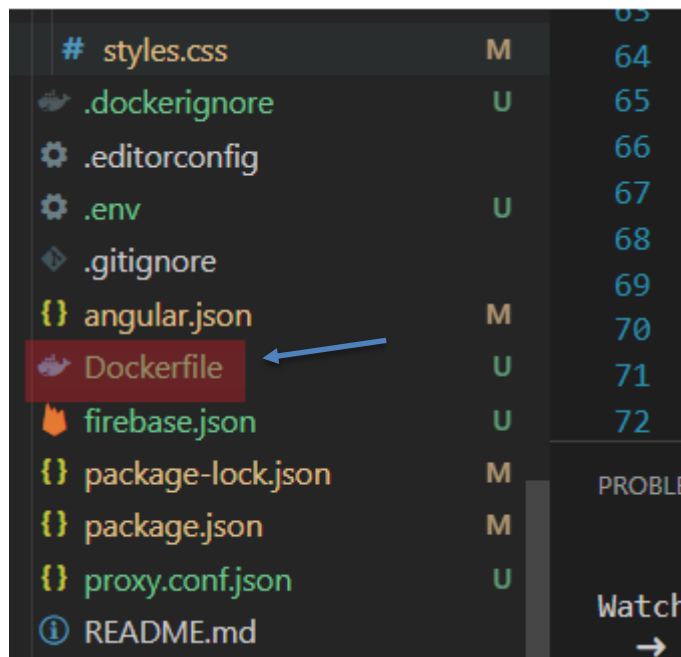 63
# styles.css M 64
.dockerignore U 65
.editorconfig 66
.env U 67
68
.gitignore 69
{} angular.json M 70
Dockerfile U 71
firebase.json U 72
{} package-lock.json M
PROBLE
{} package.json M
{} proxy.conf.json U
Watch
README.md →